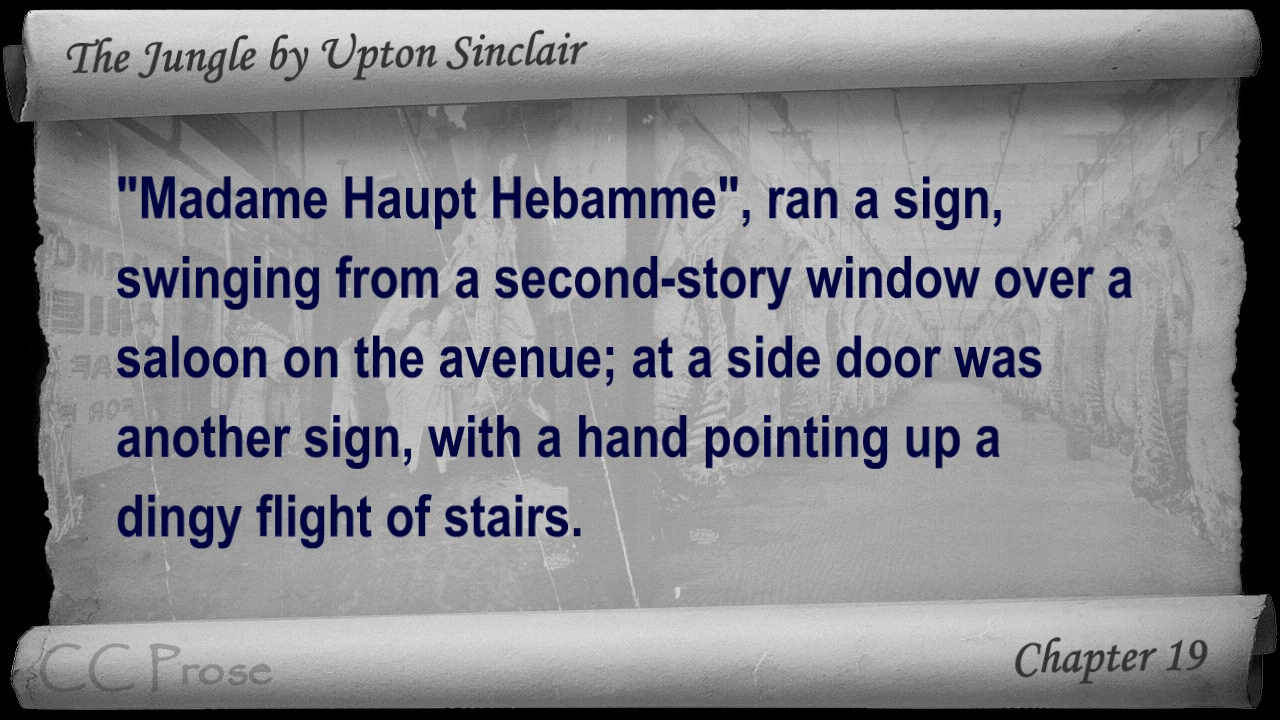 The Jungle by Upton Sinclair
"Madame Haupt Hebamme", ran a sign,
swinging from a second-story window over a
saloon on the avenue; at a side door was
another sign, with a hand pointing up a
dingy flight of stairs.
CC Prose
Chapter 19